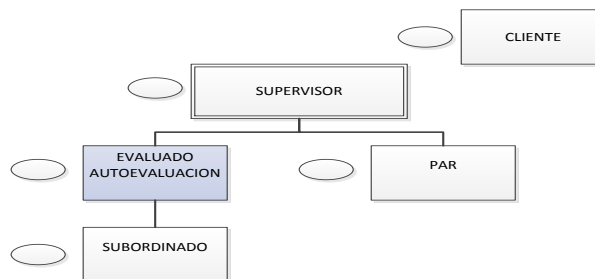 CLIENTE
SUPERVISOR
EVALUADO
AUTOEVALUACION
PAR
SUBORDINADO